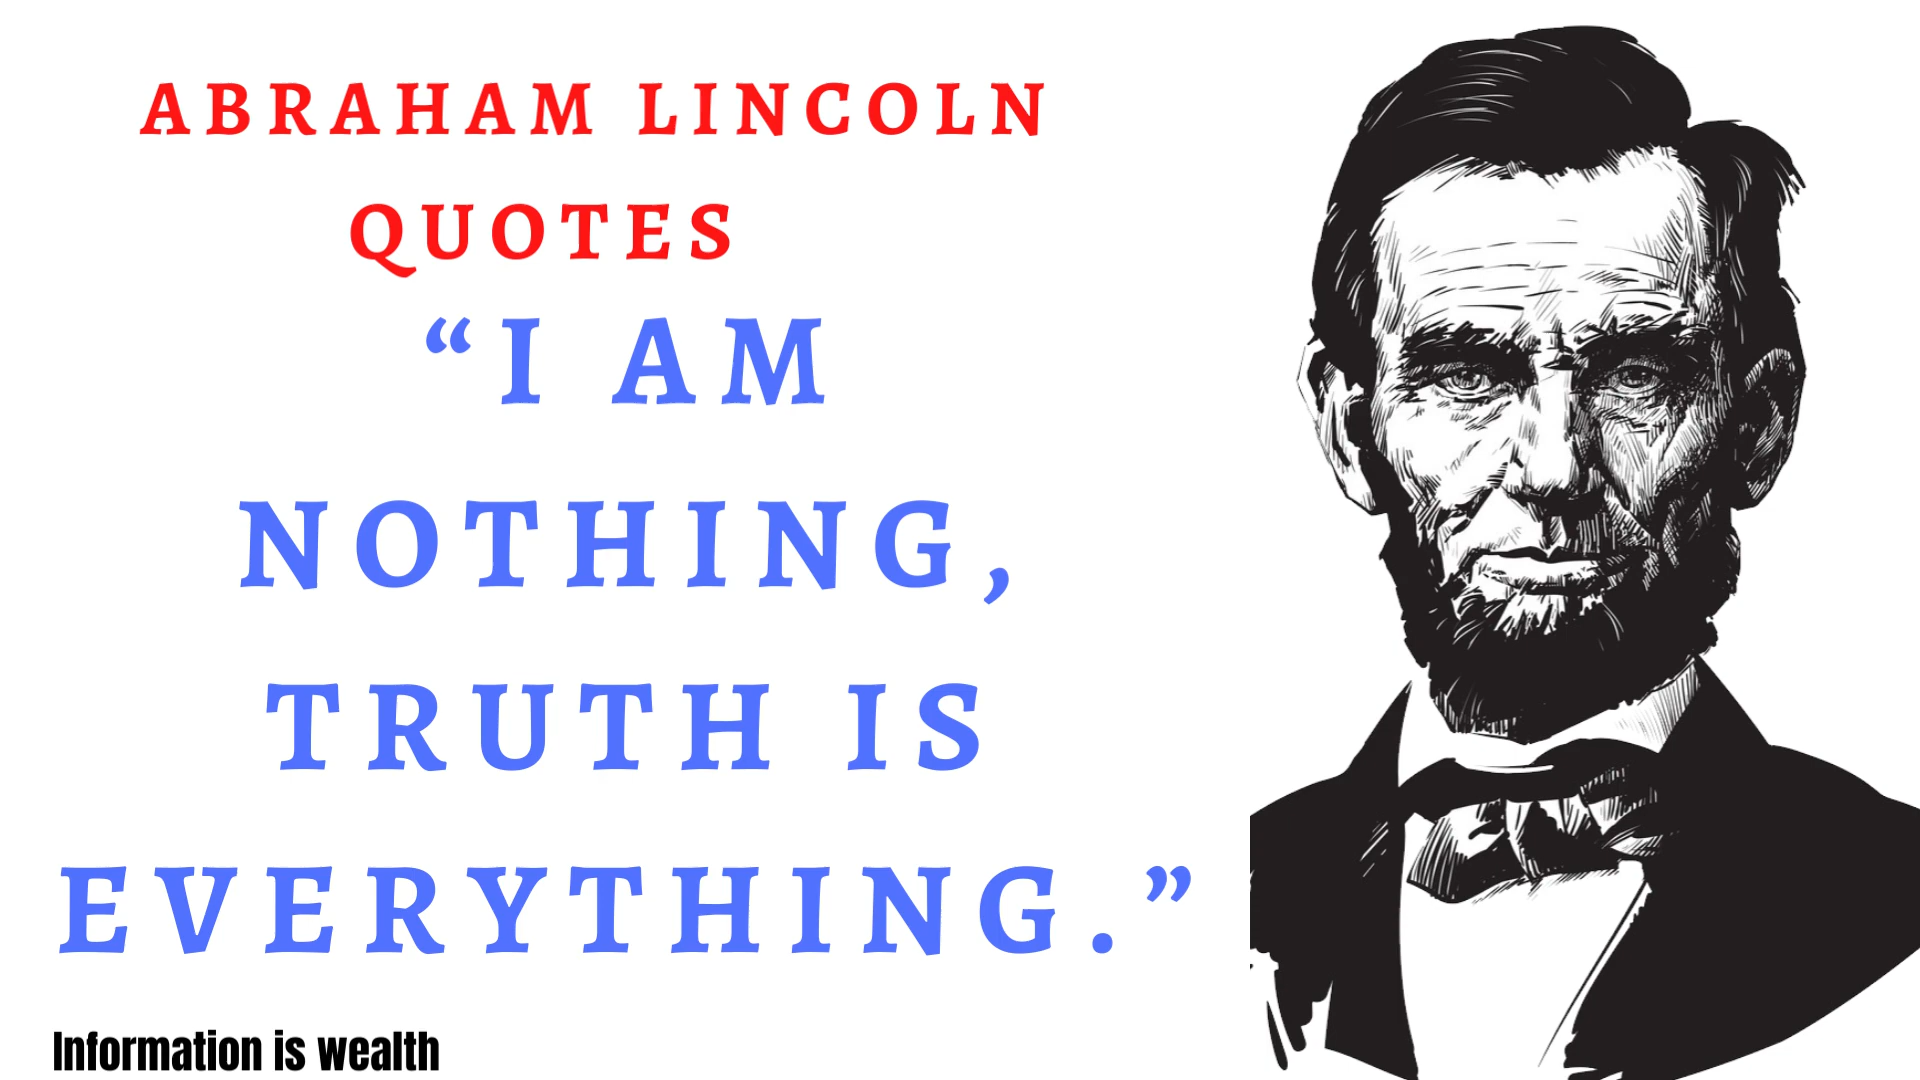 ABRAHAM LINCOLN
QUOTES
“I AM
NOTHING,
TRUTH IS
EVERYTHING.”
Information is wealth